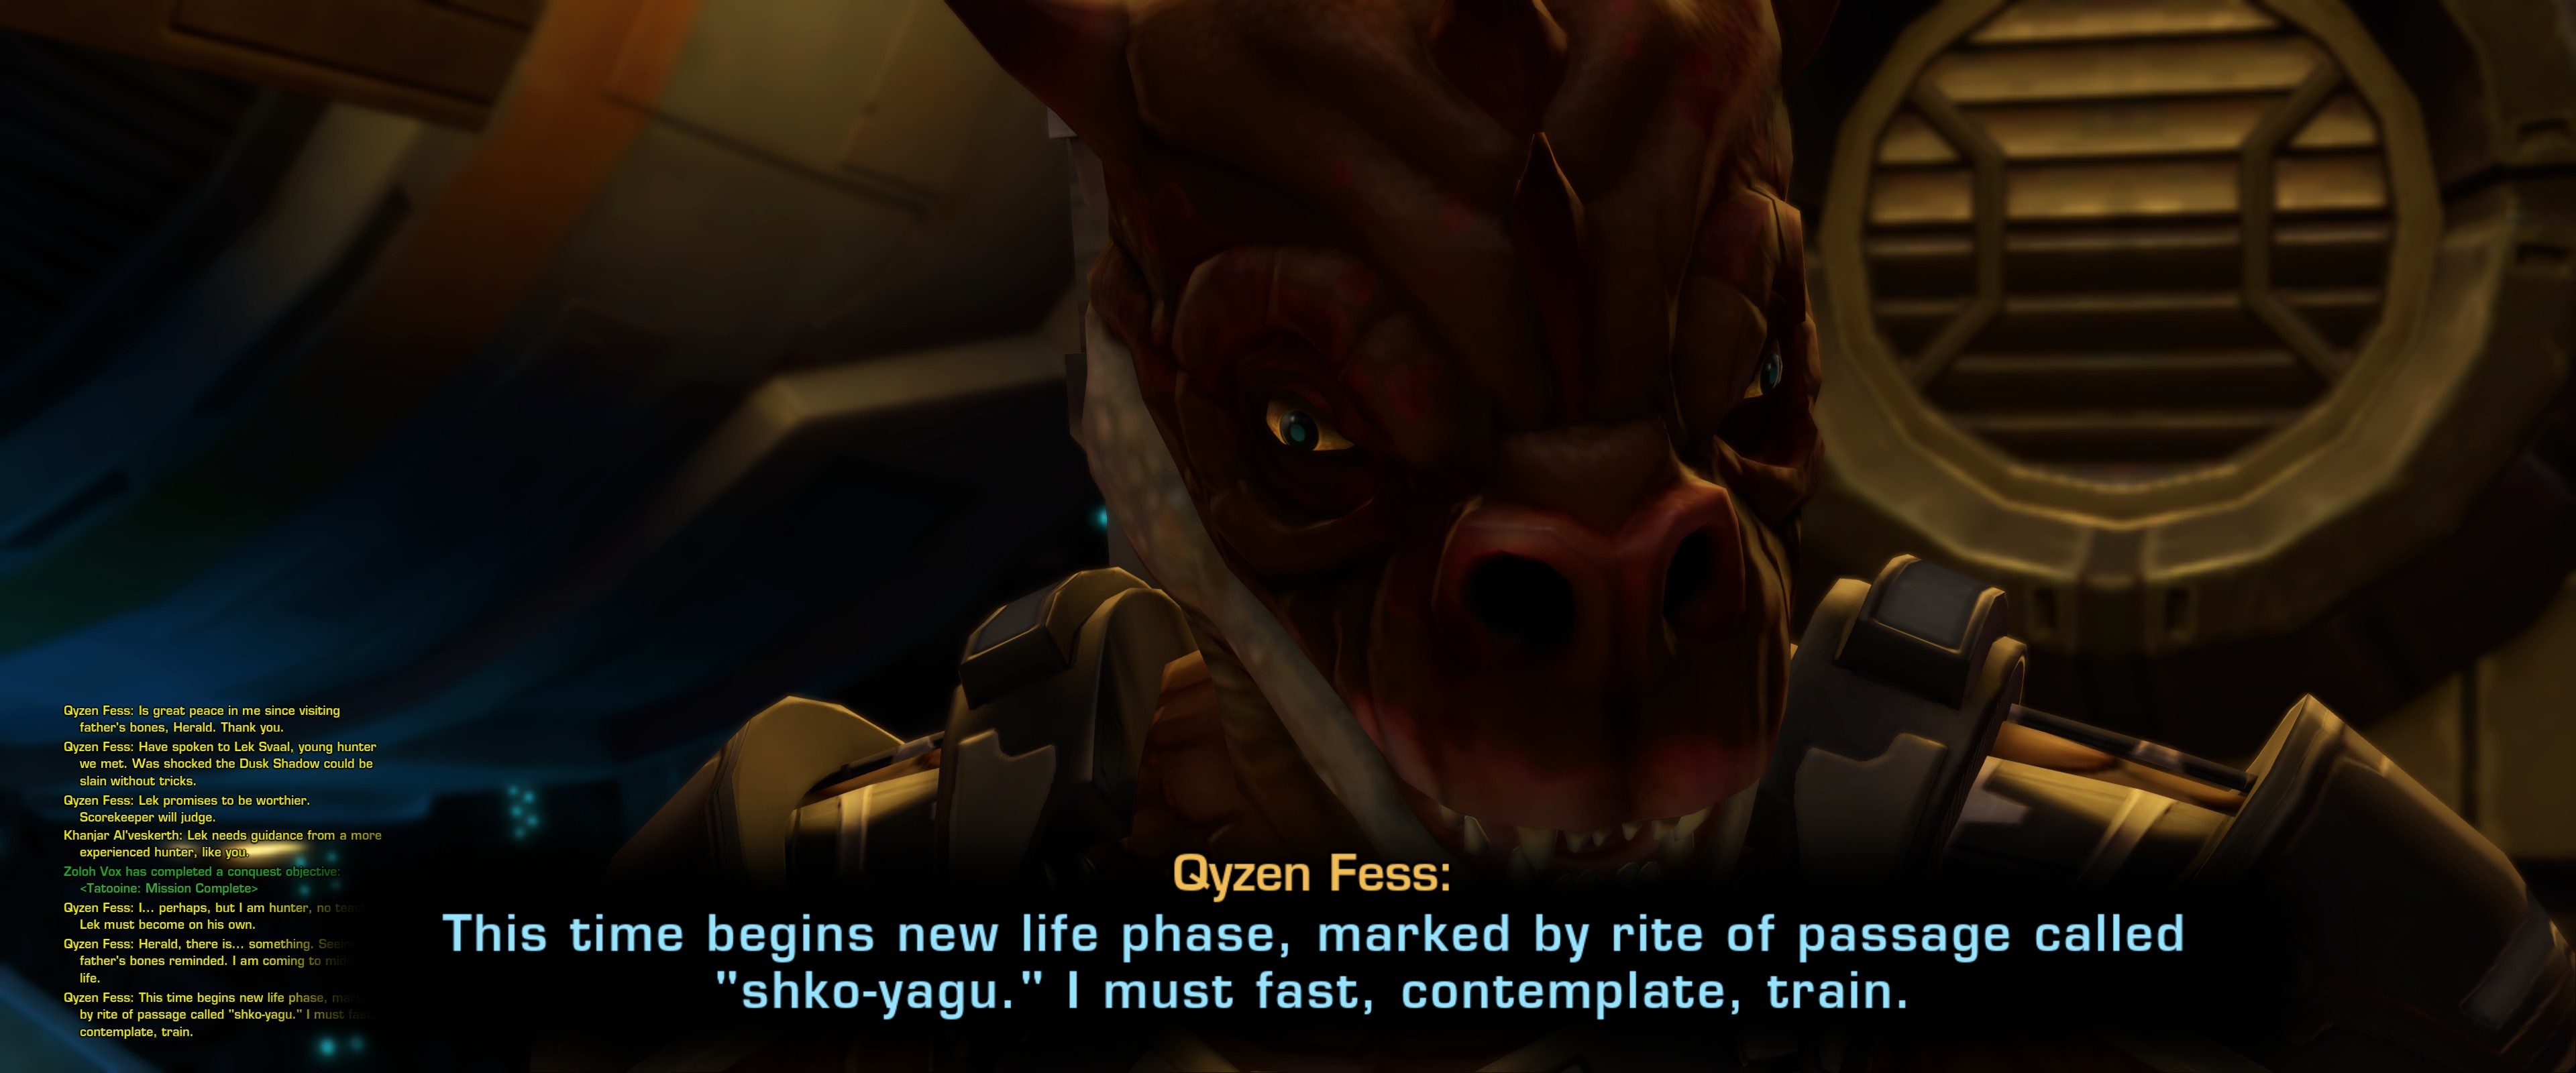 Qyzen Fess: Is great peace in me since visiting
father's bones, Herald. Thank you.
Qyzen Fess: Have spoken to Lek Svaal, young hunter
we met. Was shocked the Dusk Shadow could be
slain without tricks.
Qyzen Fess: Lek promises to be worthier.
Scorekeeper will judge.
Khanjar Al'veskerth: Lek needs guidance from a more
experienced hunter, like you.
Zoloh Vox has completed a conquest objective:
<Tatooine: Mission Complete>
Qyzen Fess: I... perhaps, but I am hunter, no
Lek must become on his own.
Qyzen Fess: Herald, there is... something. Seeing
father's bones reminded. I am coming to
life.
Qyzen Fess: This time begins new life phase,
by rite of passage called "shko-yagu." I must
contemplate, train.
Qyzen Fess:
This time begins new life phase, marked by rite of passage called
"shko-yagu." I must fast, contemplate, train.